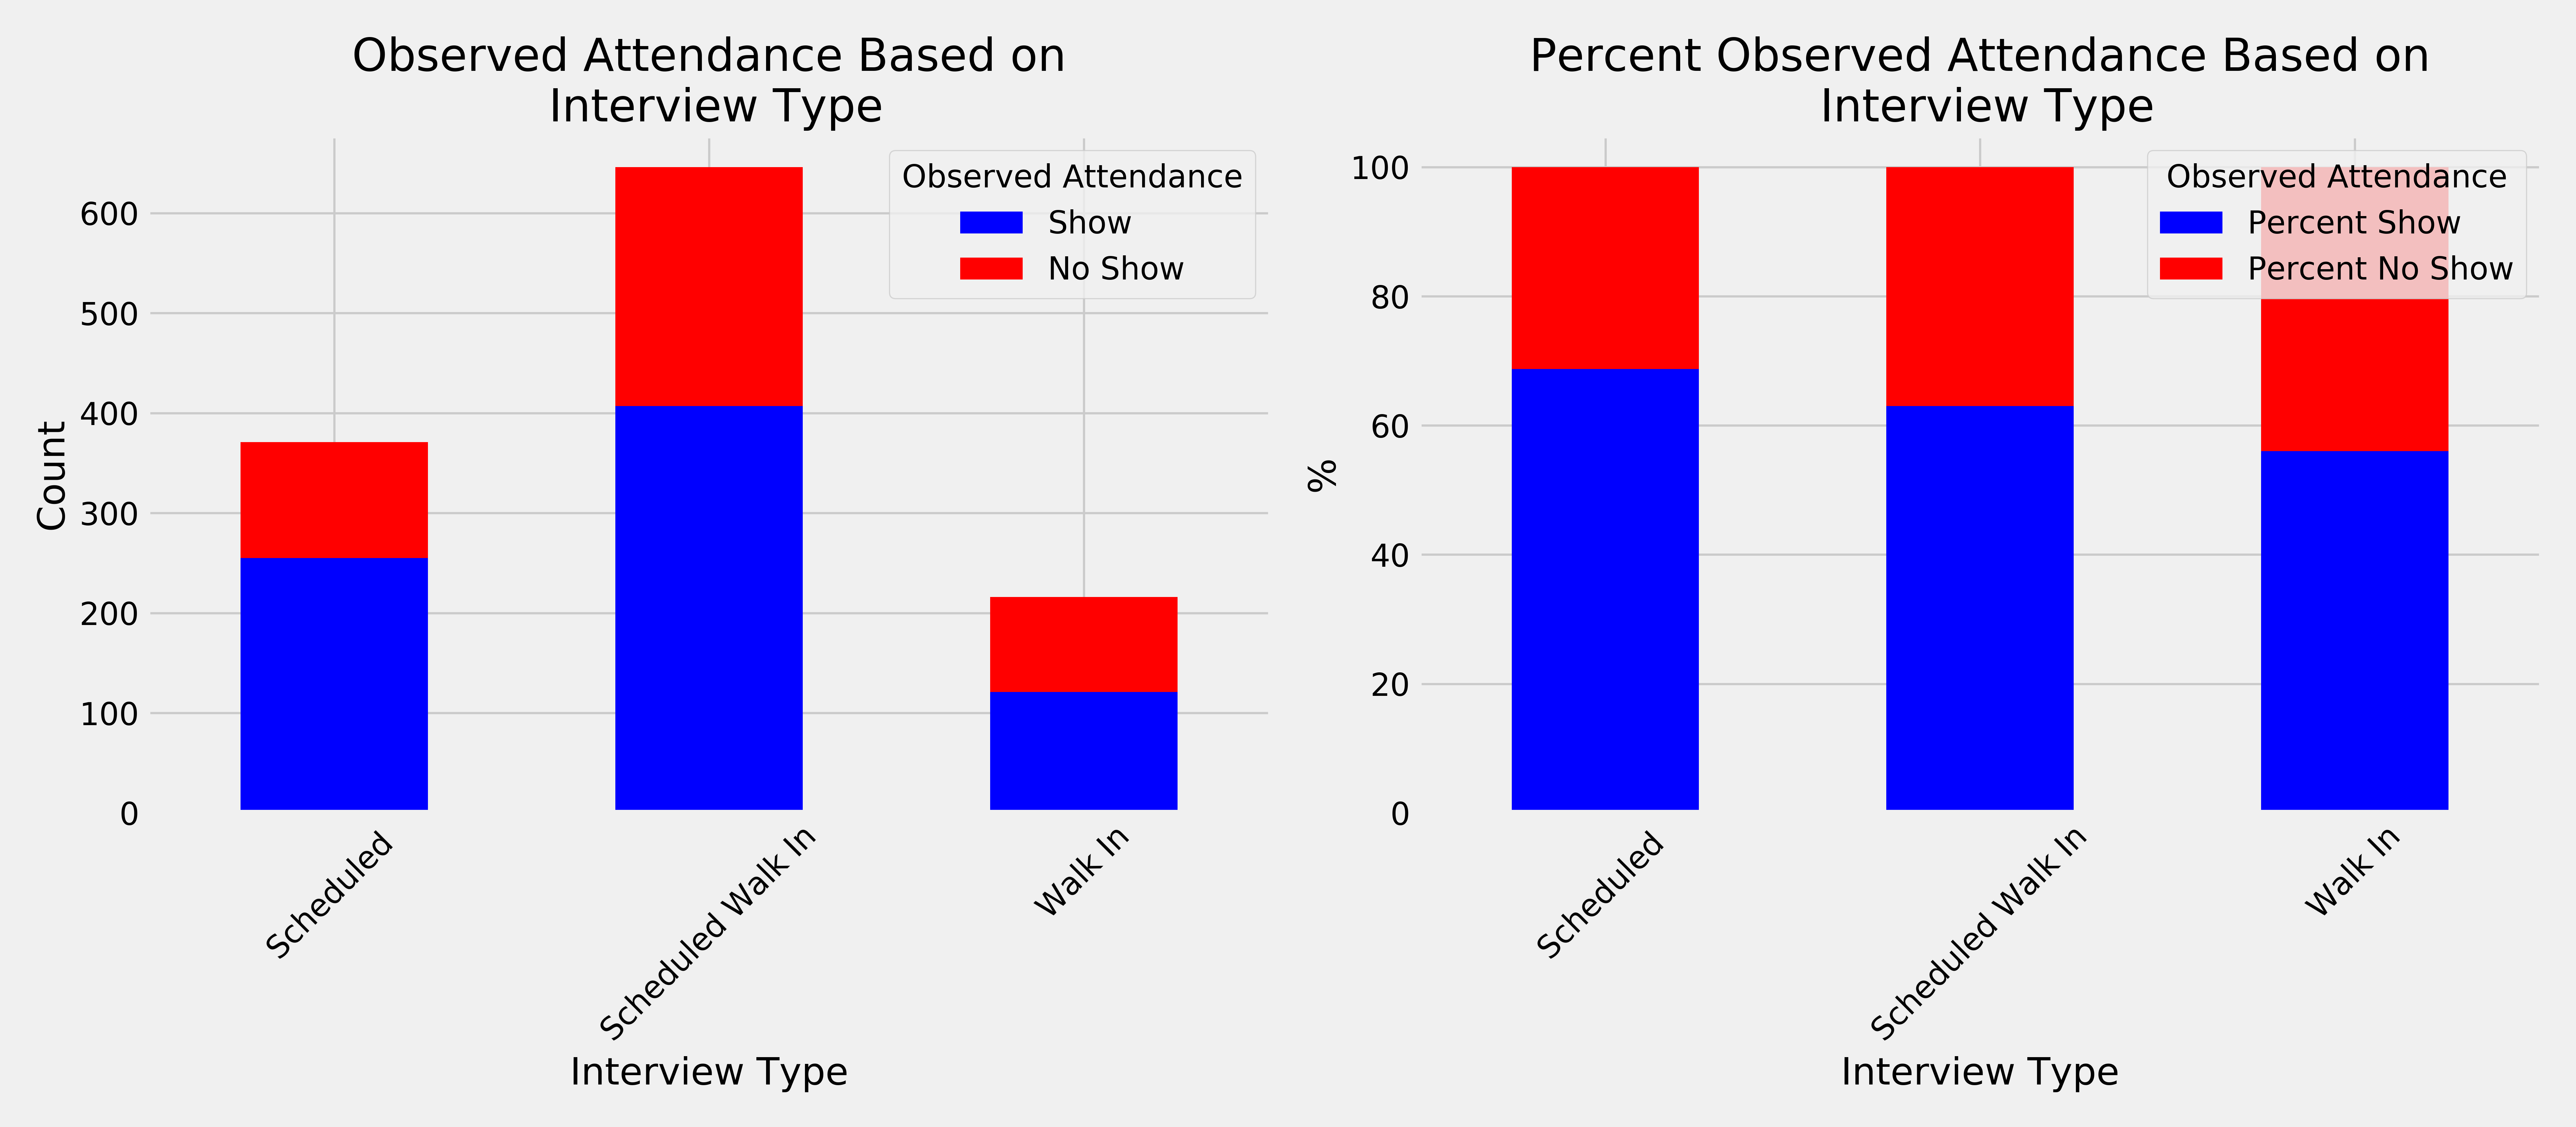 Observed Attendance Based on
Interview Type
Observed Attendance
Show
No Show
Count
600
500
400
300
200
100
0
Scheduled
Scheduled Walk In
Walk In
Interview Type
Percent Observed Attendance Based on
Interview Type
Observed Attendance
Percent Show
Percent No Show
%
100
80
60
40
20
0
Scheduled
Scheduled Walk In
Walk In
Interview Type